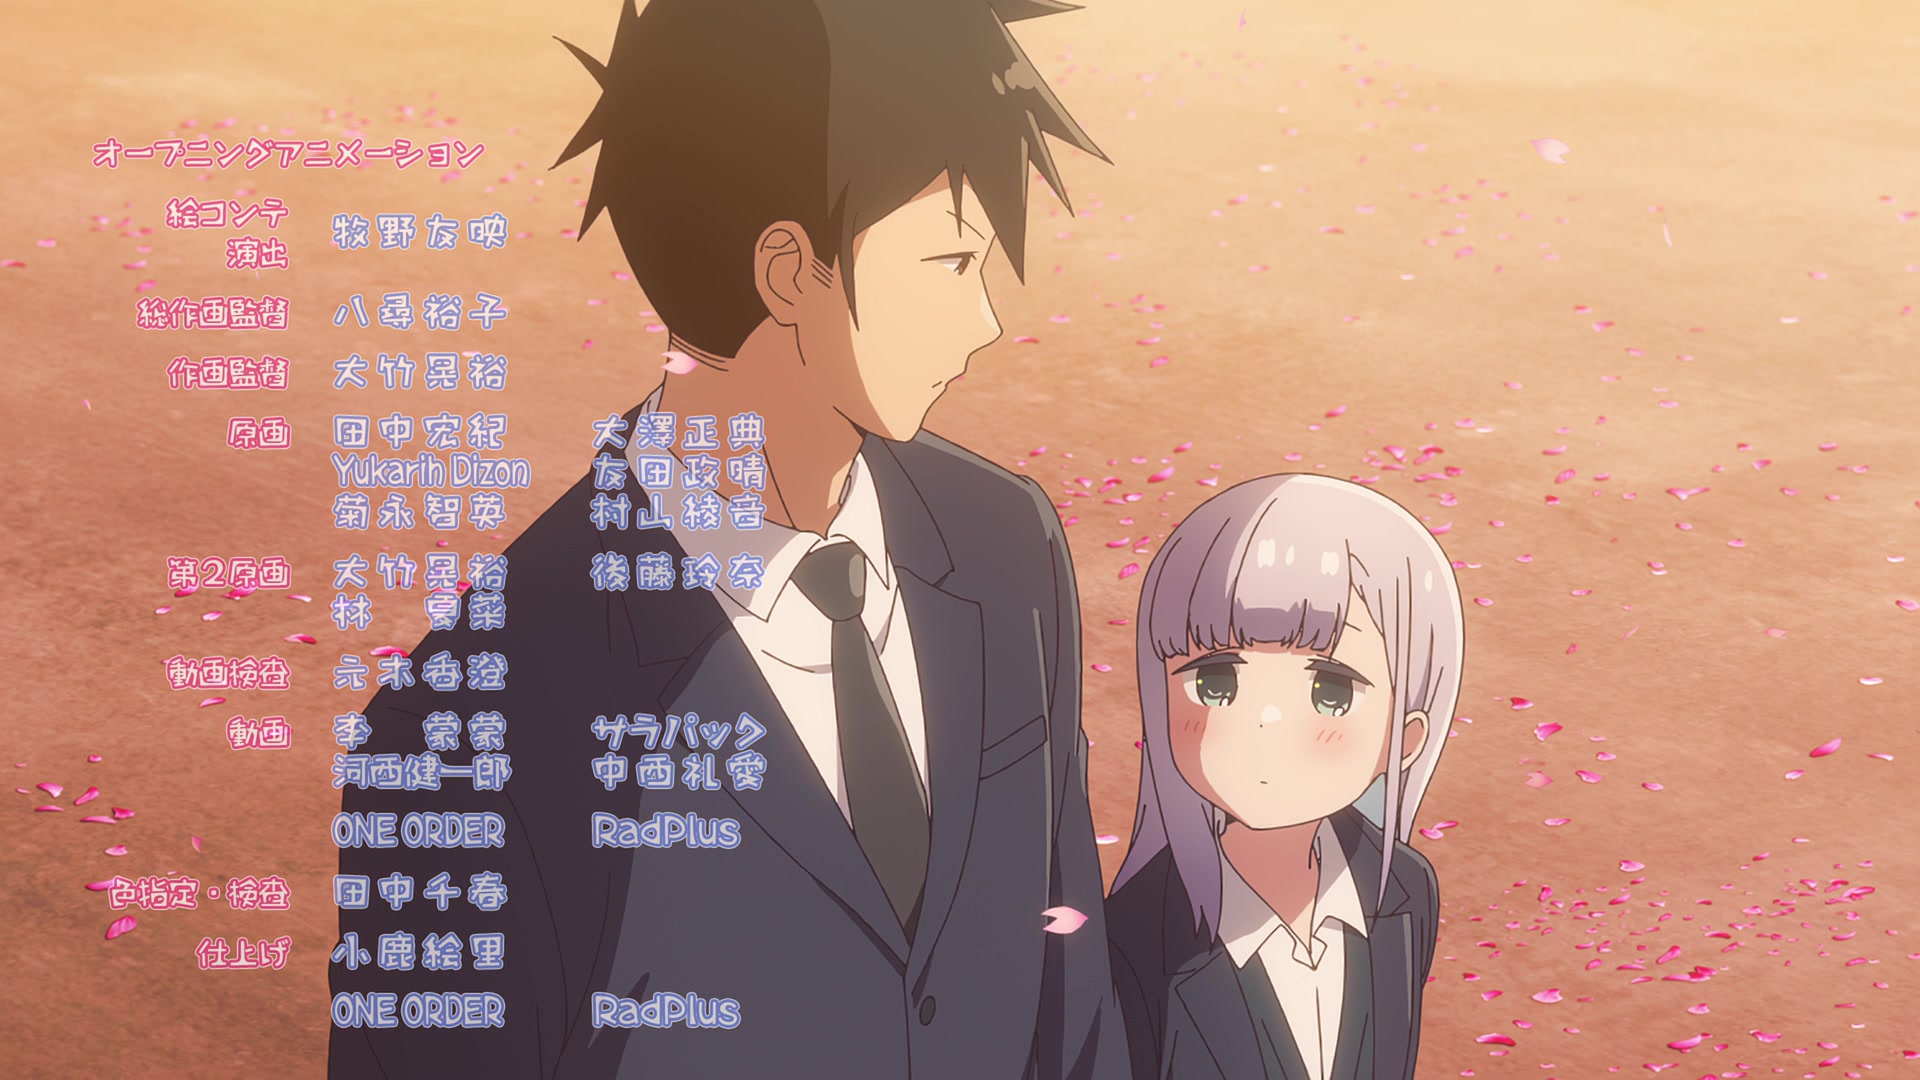 オープニングアニメーション
絵コンテ
演出
牧野友映
総作画監督 八尋裕子
作画監督 大竹晃裕
原画 田中宏紀 大澤正典
Yukarih Dizon 友田政晴
菊永智英 村山綾音
第2原画 大竹晃裕 後藤玲奈
林 夏菜
動画検査 元木香澄
動画 李 蒙蒙 サラパック
河西健一郎 中西礼愛
ONE ORDER RadPlus
色指定・検査 田中千春
仕上げ 小鹿絵里
ONE ORDER RadPlus